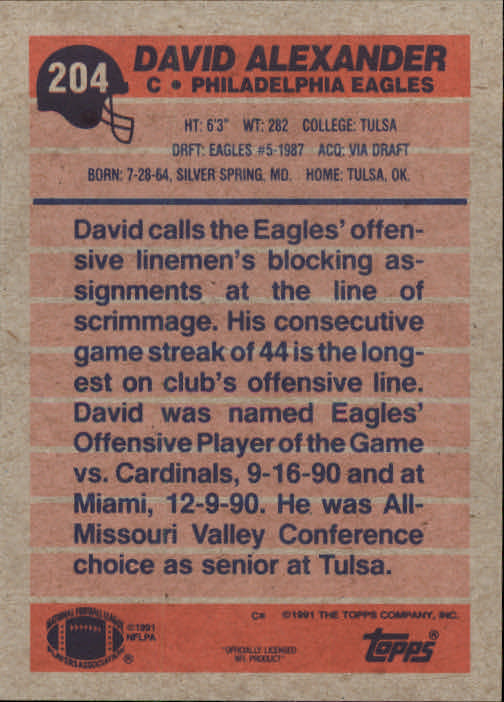 204
DAVID ALEXANDER
C • PHILADELPHIA EAGLES
HT: 6'3" WT: 282 COLLEGE: TULSA
DRFT: EAGLES #5-1987 ACQ: VIA DRAFT
BORN: 7-28-64, SILVER SPRING, MD. HOME: TULSA, OK.
David calls the Eagles' offen-
sive linemen's blocking as-
signments at the line of
scrimmage. His consecutive
game streak of 44 is the long-
est on club's offensive line.
David was named Eagles'
Offensive Player of the Game
vs. Cardinals, 9-16-90 and at
Miami, 12-9-90. He was All-
Missouri Valley Conference
choice as senior at Tulsa.
NATIONAL FOOTBALL LEAGUE
PLAYERS ASSOCIATION
®
©1991
NFLPA
C* ©1991 THE TOPPS COMPANY, INC.
"OFFICIALLY LICENSED
NFL PRODUCT"
topps®